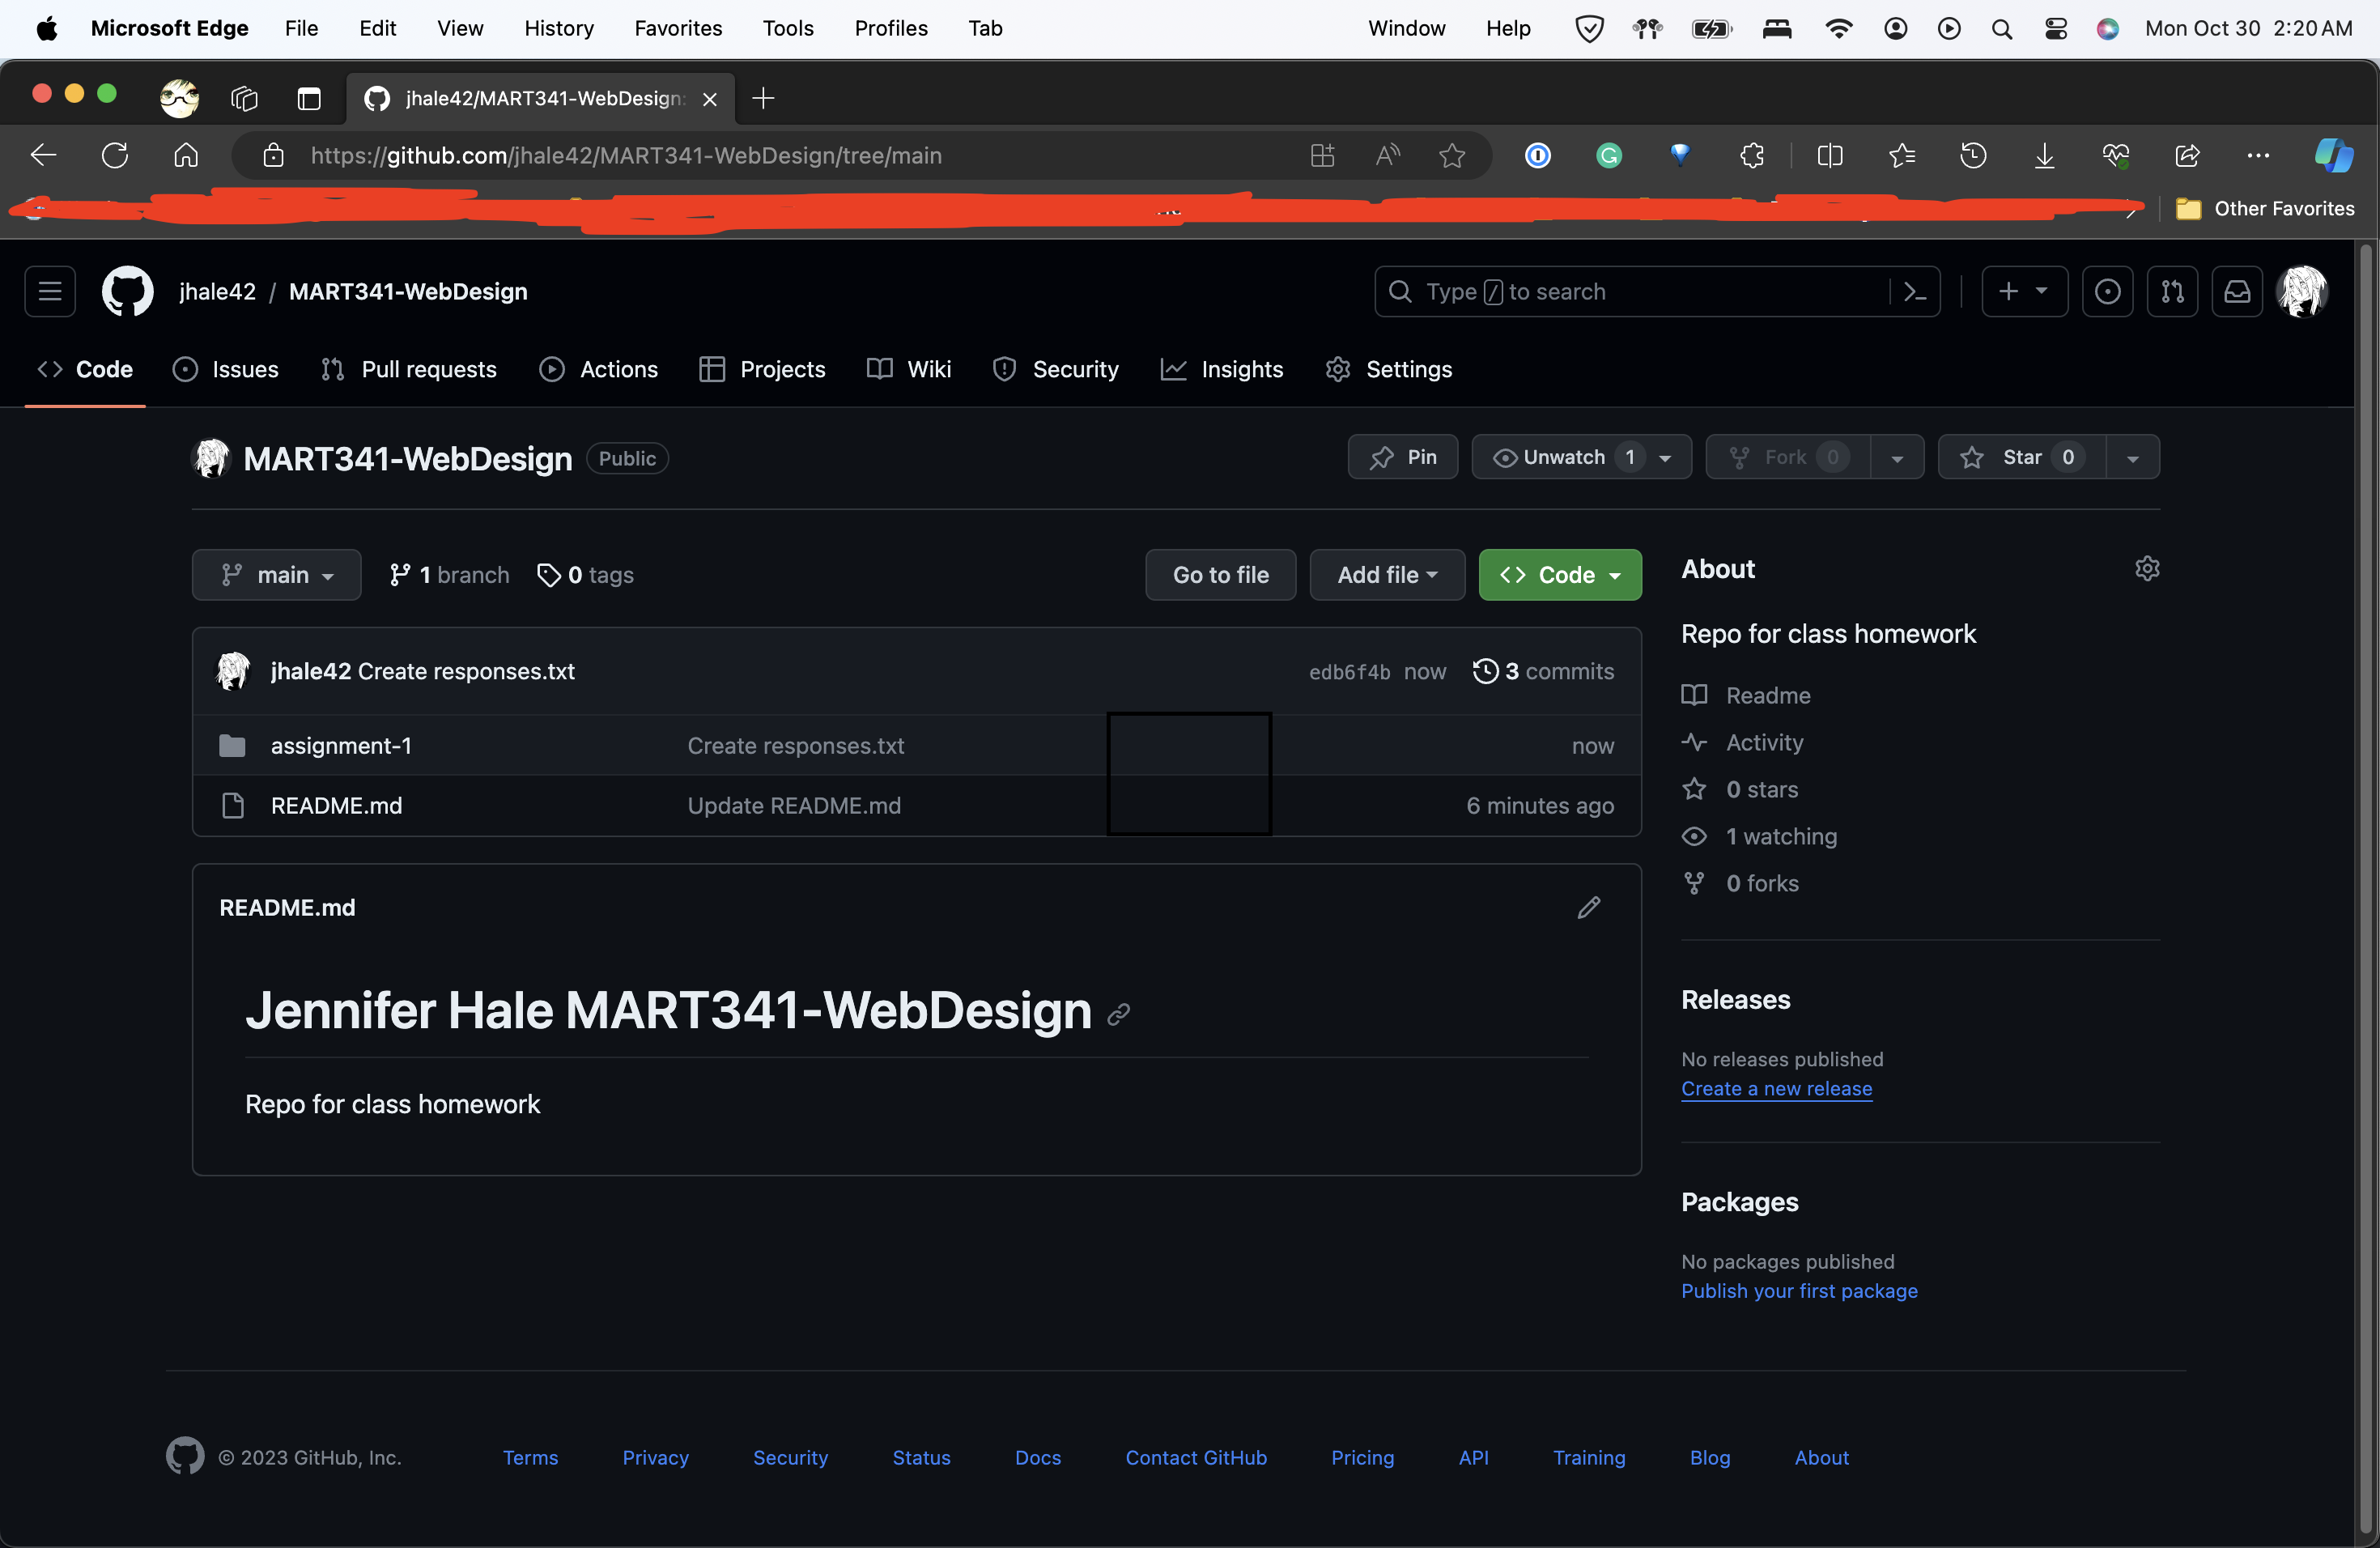 Microsoft Edge File Edit View History Favorites Tools Profiles Tab Window Help Mon Oct 30 2:20 AM
jhale42/MART341-WebDesign:
https://github.com/jhale42/MART341-WebDesign/tree/main
Other Favorites
jhale42 / MART341-WebDesign Type / to search
Code Issues Pull requests Actions Projects Wiki Security Insights Settings
MART341-WebDesign Public Pin Unwatch 1 Fork 0 Star 0
main 1 branch 0 tags Go to file Add file Code
About
Repo for class homework
jhale42 Create responses.txt edb6f4b now 3 commits
assignment-1 Create responses.txt now
README.md Update README.md 6 minutes ago
Readme
Activity
0 stars
1 watching
0 forks
README.md
Jennifer Hale MART341-WebDesign
Repo for class homework
Releases
No releases published
Create a new release
Packages
No packages published
Publish your first package
© 2023 GitHub, Inc. Terms Privacy Security Status Docs Contact GitHub Pricing API Training Blog About